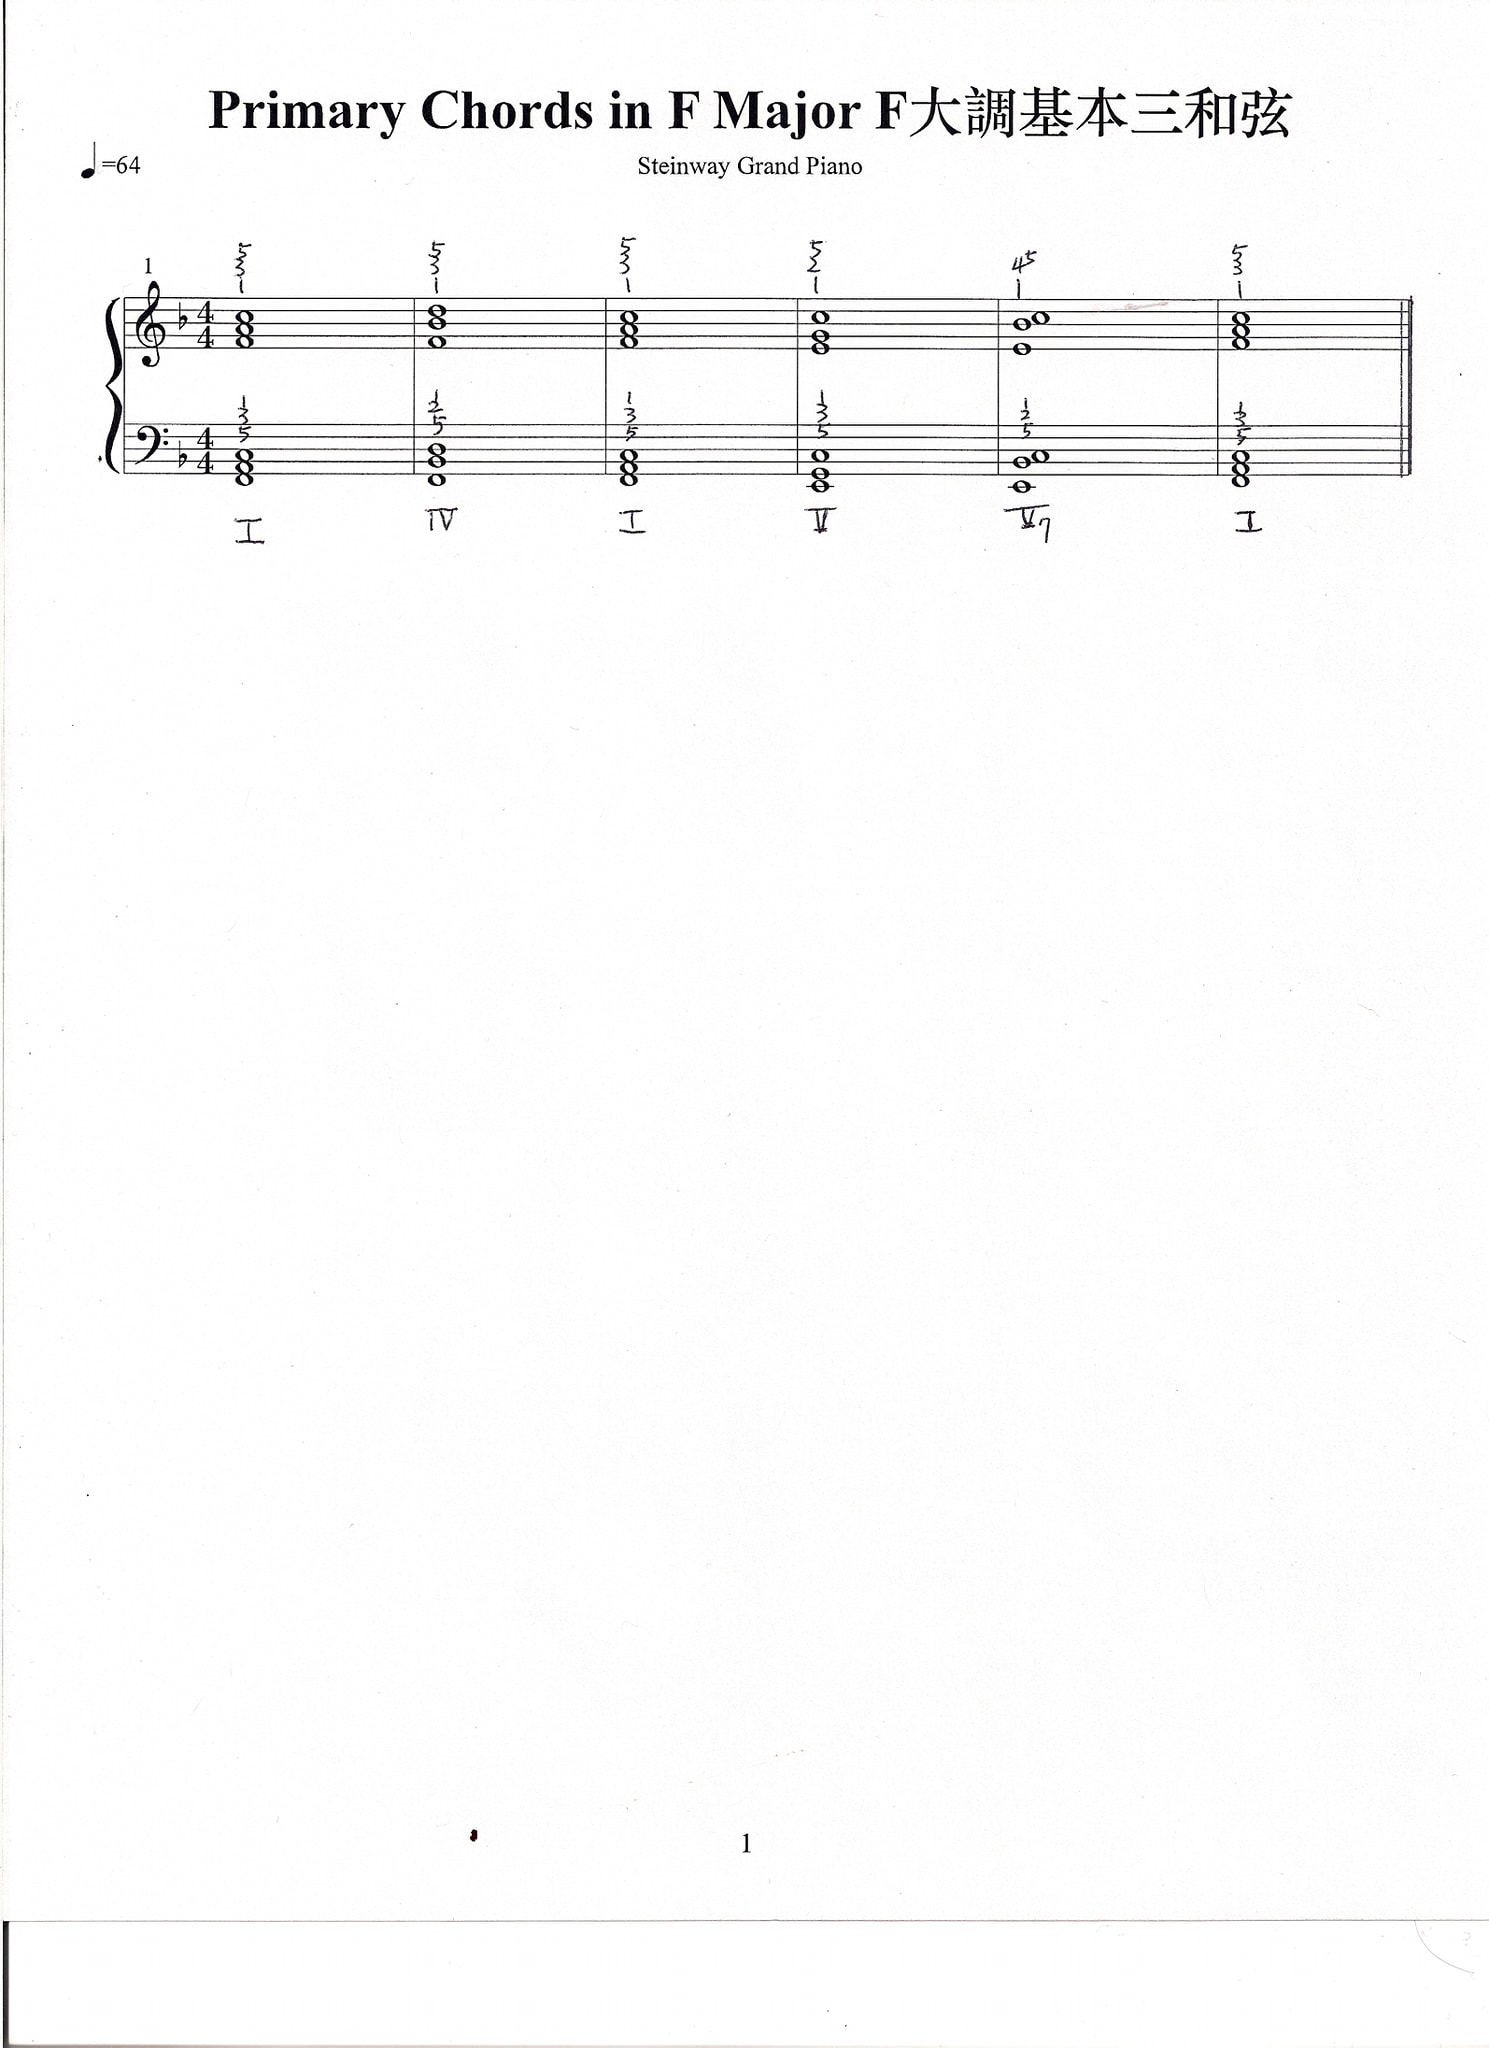 Primary Chords in F Major F大調基本三和弦
=64
Steinway Grand Piano
1
5 5 5 5 4 5 5
3 3 3 2 3
1 1 1 1 1 1
4 4
1 1 1 1 1 1
3 2 3 3 2 3
5 5 5 5 5 5
4 4
I IV I V V7 I
1